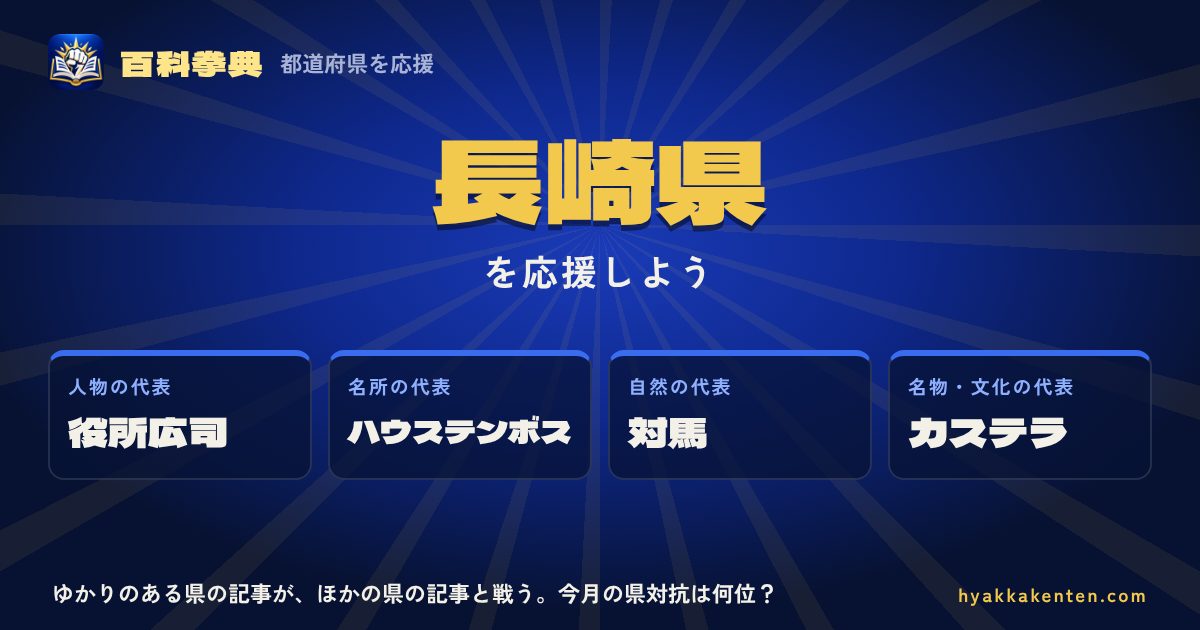 百科拳典 都道府県を応援
長崎県
を応援しよう
人物の代表
役所広司
名所の代表
ハウステンボス
自然の代表
対馬
名物・文化の代表
カステラ
ゆかりのある県の記事が、ほかの県の記事と戦う。今月の県対抗は何位？
hyakkakenten.com